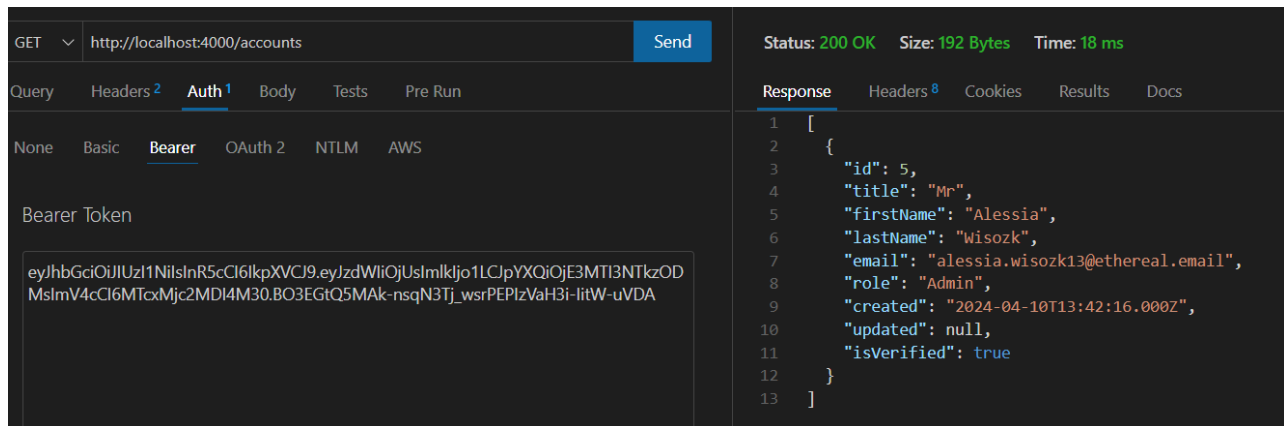 GET http://localhost:4000/accounts Send
Query Headers 2 Auth 1 Body Tests Pre Run
None Basic Bearer OAuth 2 NTLM AWS
Bearer Token
eyJhbGciOiJIUzI1NiIsInR5cCI6IkpXVCJ9.eyJzdWIiOjUsImlkIjo1LCJpYXQiOjE3MTI3NTkzOD
MsImV4cCI6MTcxMjc2MDI4M30.BO3EGtQ5MAk-nsqN3Tj_wsrPEPIzVaH3i-IitW-uVDA
Status: 200 OK Size: 192 Bytes Time: 18 ms
Response Headers 8 Cookies Results Docs
1 [
2 {
3 "id": 5,
4 "title": "Mr",
5 "firstName": "Alessia",
6 "lastName": "Wisozk",
7 "email": "alessia.wisozk13@ethereal.email",
8 "role": "Admin",
9 "created": "2024-04-10T13:42:16.000Z",
10 "updated": null,
11 "isVerified": true
12 }
13 ]